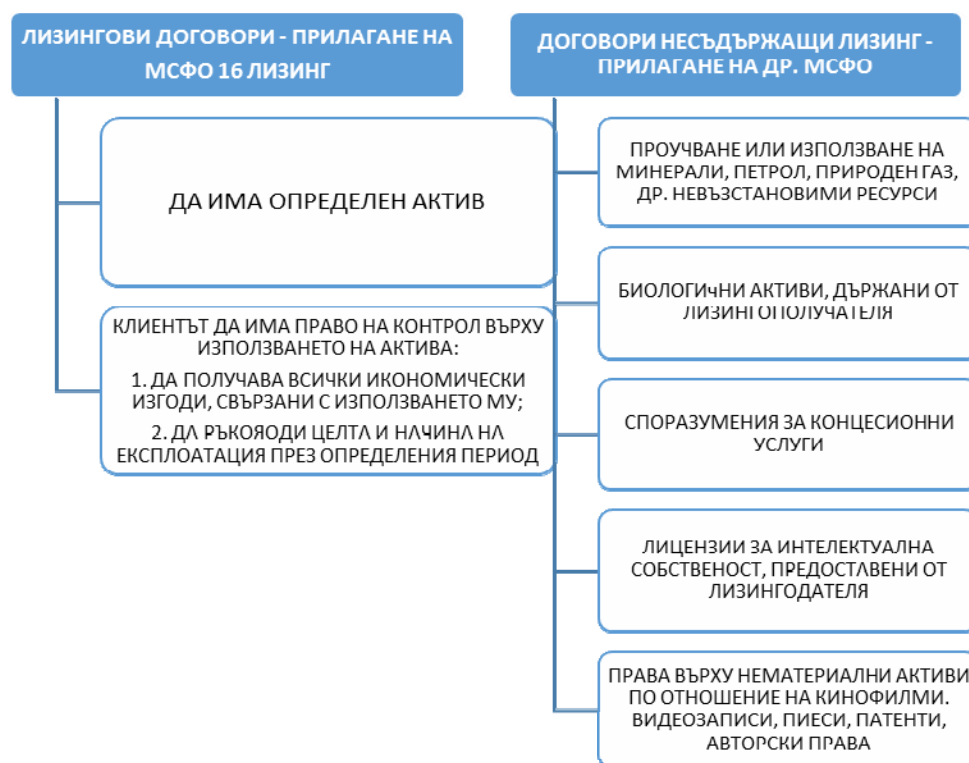 ЛИЗИНГОВИ ДОГОВОРИ - ПРИЛАГАНЕ НА
МСФО 16 ЛИЗИНГ
ДА ИМА ОПРЕДЕЛЕН АКТИВ
КЛИЕНТЪТ ДА ИМА ПРАВО НА КОНТРОЛ ВЪРХУ
ИЗПОЛЗВАНЕТО НА АКТИВА:
1. ДА ПОЛУЧАВА ВСИЧКИ ИКОНОМИЧЕСКИ
ИЗГОДИ, СВЪРЗАНИ С ИЗПОЛЗВАНЕТО МУ;
2. ДА РЪКОЯОДИ ЦЕЛТА И НАЧИНА НА
ЕКСПЛОАТАЦИЯ ПРЕЗ ОПРЕДЕЛЕНИЯ ПЕРИОД
ДОГОВОРИ НЕСЪДЪРЖАЩИ ЛИЗИНГ -
ПРИЛАГАНЕ НА ДР. МСФО
ПРОУЧВАНЕ ИЛИ ИЗПОЛЗВАНЕ НА
МИНЕРАЛИ, ПЕТРОЛ, ПРИРОДЕН ГАЗ,
ДР. НЕВЪЗСТАНОВИМИ РЕСУРСИ
БИОЛОГИЧНИ АКТИВИ, ДЪРЖАНИ ОТ
ЛИЗИНГОПОЛУЧАТЕЛЯ
СПОРАЗУМЕНИЯ ЗА КОНЦЕСИОННИ
УСЛУГИ
ЛИЦЕНЗИИ ЗА ИНТЕЛЕКТУАЛНА
СОБСТВЕНОСТ, ПРЕДОСТАВЕНИ ОТ
ЛИЗИНГОДАТЕЛЯ
ПРАВА ВЪРХУ НЕМАТЕРИАЛНИ АКТИВИ
ПО ОТНОШЕНИЕ НА КИНОФИЛМИ.
ВИДЕОЗАПИСИ, ПИЕСИ, ПАТЕНТИ,
АВТОРСКИ ПРАВА